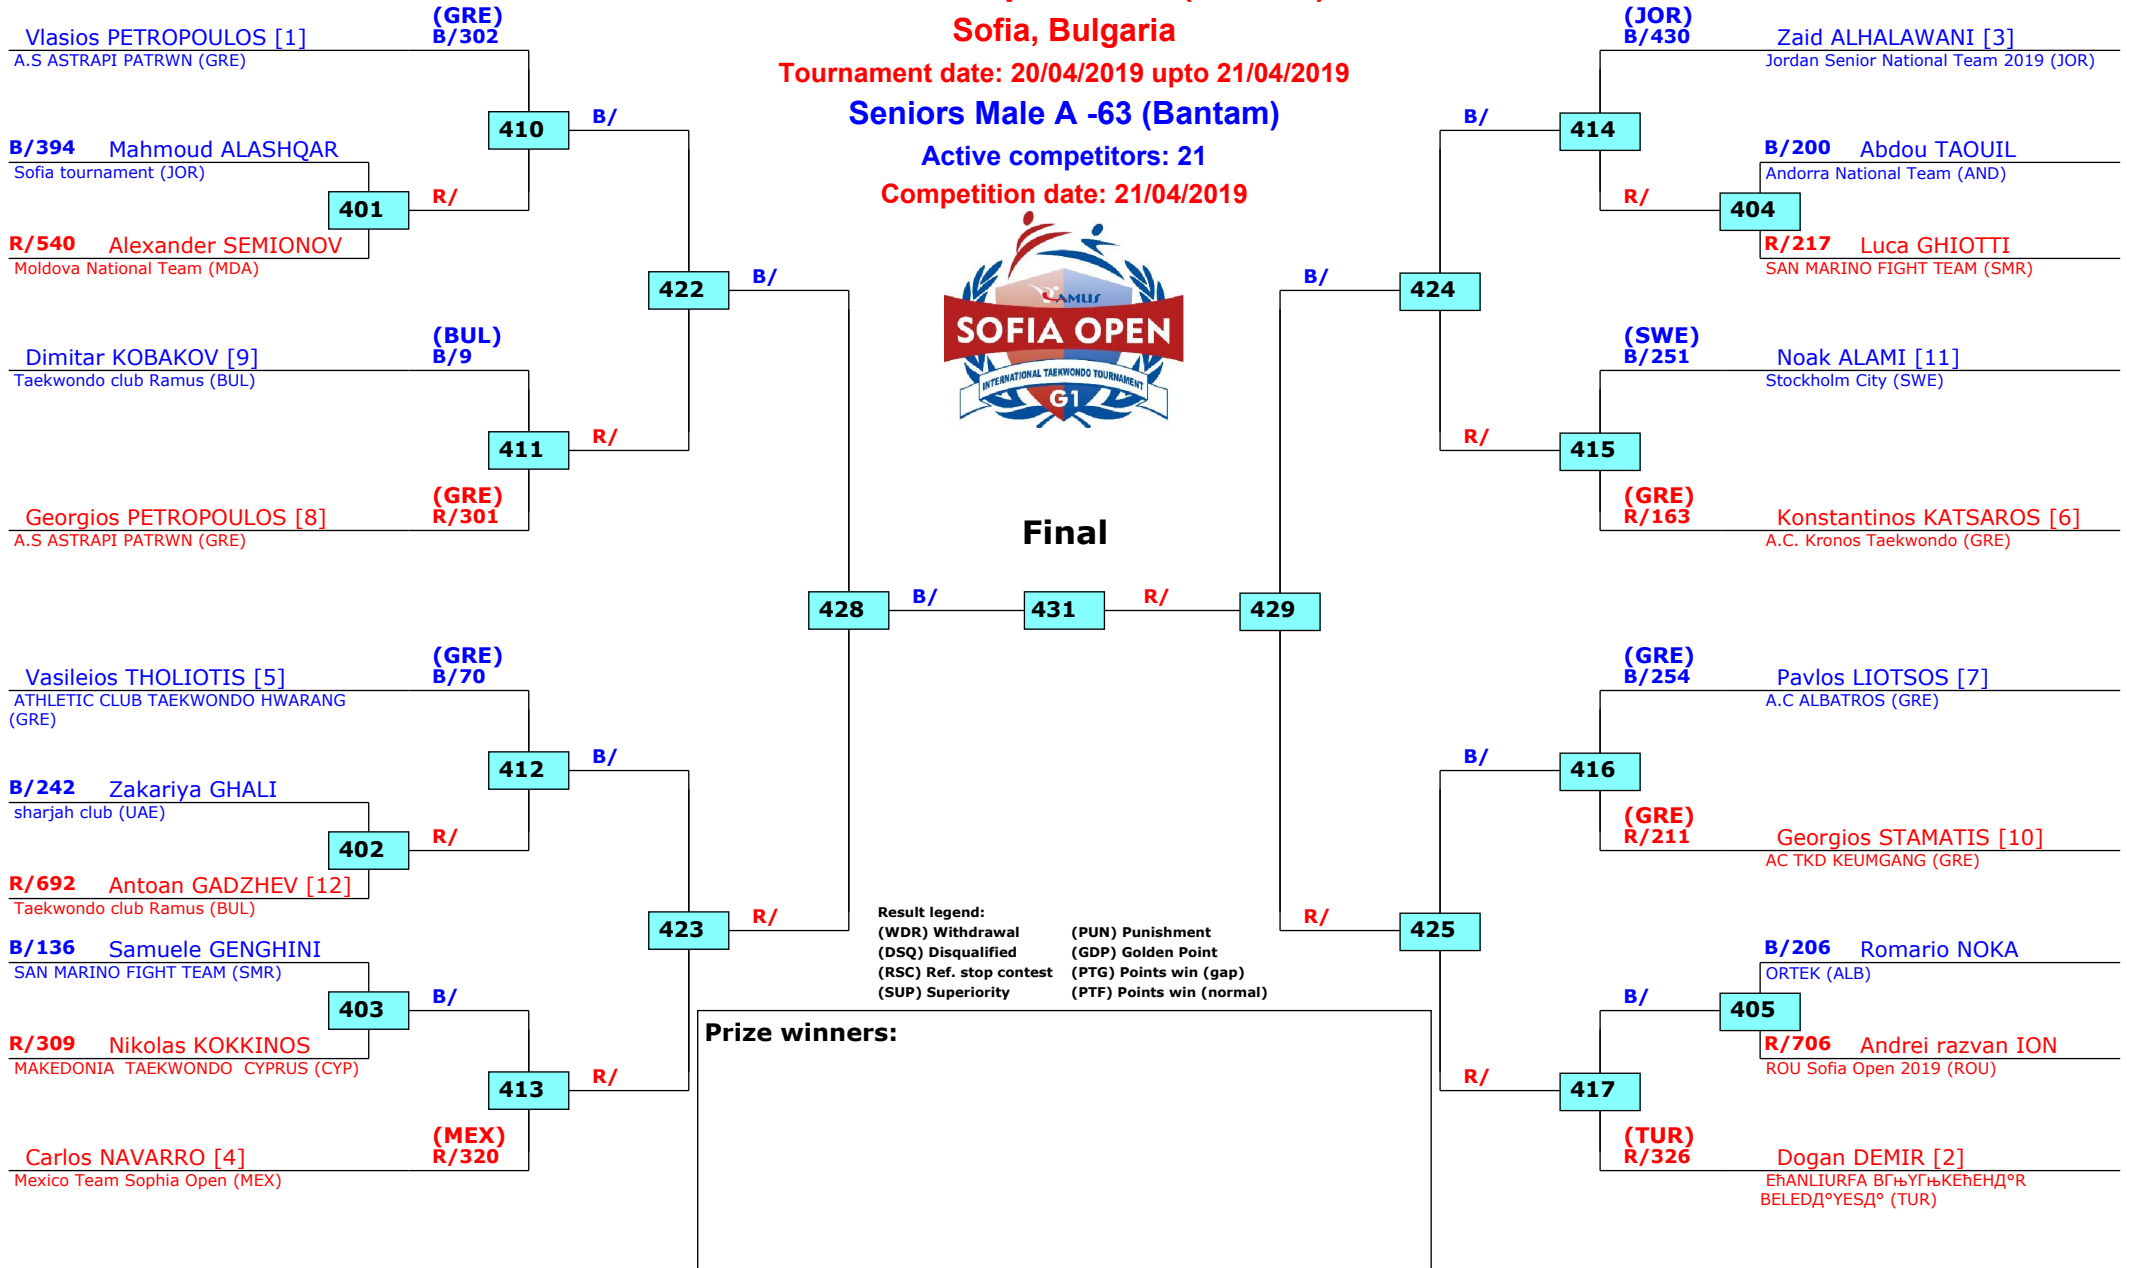 Sofia, Bulgaria
Tournament date: 20/04/2019 upto 21/04/2019
Seniors Male A -63 (Bantam)
Active competitors: 21
Competition date: 21/04/2019
RAMUS
SOFIA OPEN
INTERNATIONAL TAEKWONDO TOURNAMENT
G1
(GRE)
Vlasios PETROPOULOS [1] B/302
A.S ASTRAPI PATRWN (GRE)
410 B/
B/394 Mahmoud ALASHQAR
Sofia tournament (JOR)
401 R/
R/540 Alexander SEMIONOV
Moldova National Team (MDA)
422 B/
(BUL)
Dimitar KOBAKOV [9] B/9
Taekwondo club Ramus (BUL)
411 R/
(GRE)
Georgios PETROPOULOS [8] R/301
A.S ASTRAPI PATRWN (GRE)
Final
428 B/ 431 R/ 429
(GRE)
Vasileios THOLIOTIS [5] B/70
ATHLETIC CLUB TAEKWONDO HWARANG
(GRE)
412 B/
B/242 Zakariya GHALI
sharjah club (UAE)
402 R/
R/692 Antoan GADZHEV [12]
Taekwondo club Ramus (BUL)
423 R/
B/136 Samuele GENGHINI
SAN MARINO FIGHT TEAM (SMR)
403 B/
R/309 Nikolas KOKKINOS
MAKEDONIA TAEKWONDO CYPRUS (CYP)
413 R/
(MEX)
Carlos NAVARRO [4] R/320
Mexico Team Sophia Open (MEX)
(JOR)
B/430 Zaid ALHALAWANI [3]
Jordan Senior National Team 2019 (JOR)
B/ 414
B/200 Abdou TAOUIL
Andorra National Team (AND)
R/ 404
R/217 Luca GHIOTTI
SAN MARINO FIGHT TEAM (SMR)
B/ 424
(SWE)
B/251 Noak ALAMI [11]
Stockholm City (SWE)
R/ 415
(GRE)
R/163 Konstantinos KATSAROS [6]
A.C. Kronos Taekwondo (GRE)
(GRE)
B/254 Pavlos LIOTSOS [7]
A.C ALBATROS (GRE)
B/ 416
(GRE)
R/211 Georgios STAMATIS [10]
AC TKD KEUMGANG (GRE)
R/ 425
B/206 Romario NOKA
ORTEK (ALB)
B/ 405
R/706 Andrei razvan ION
ROU Sofia Open 2019 (ROU)
R/ 417
(TUR)
R/326 Dogan DEMIR [2]
EћANLIURFA BГњYГњKEћEHД°R
BELEDД°YESД° (TUR)
Result legend:
(WDR) Withdrawal (PUN) Punishment
(DSQ) Disqualified (GDP) Golden Point
(RSC) Ref. stop contest (PTG) Points win (gap)
(SUP) Superiority (PTF) Points win (normal)
Prize winners: